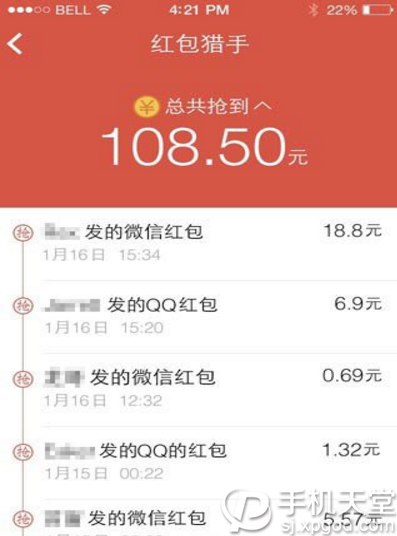 BELL 4:21 PM 22%
红包猎手
¥ 总共抢到
108.50元
抢 发的微信红包 18.8元
1月16日 15:34
抢 发的QQ红包 6.9元
1月16日 15:20
抢 发的微信红包 0.69元
1月16日 12:32
抢 发的QQ的红包 1.32元
1月15日 00:22
抢 发的微信红包 5.57元
手机天堂
sj.xpgod.com